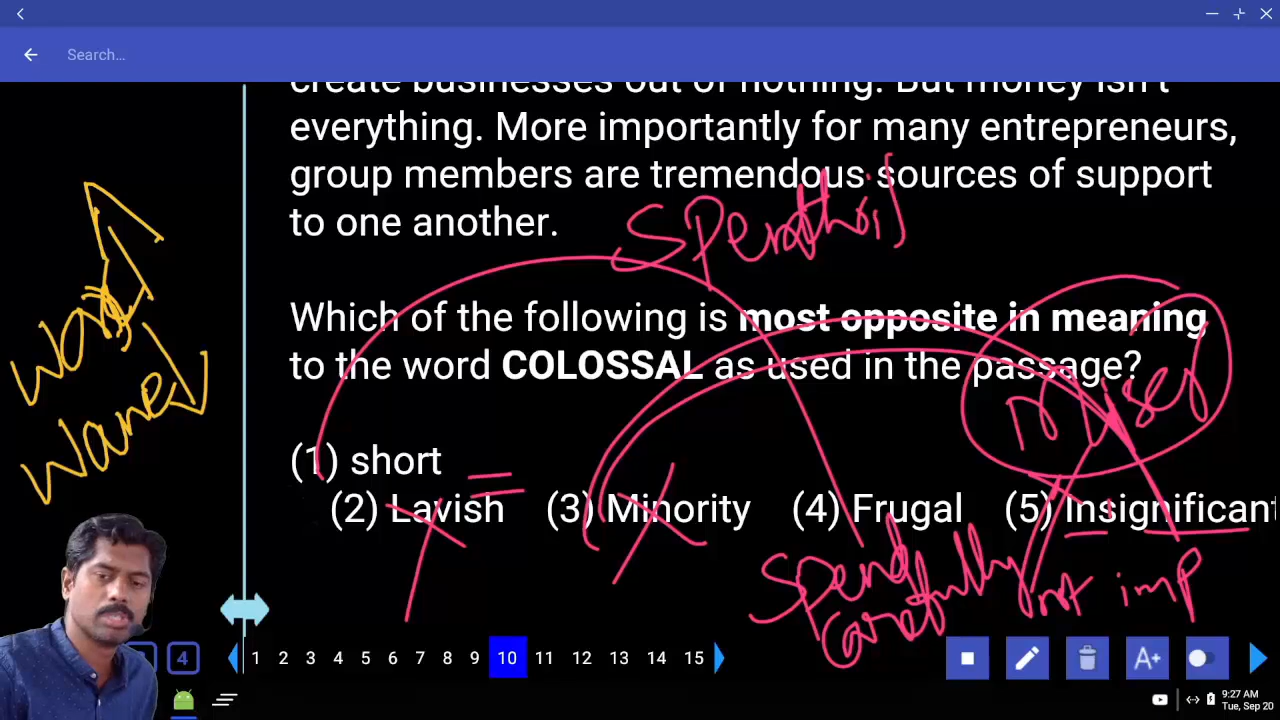 Search...
create businesses out of nothing. But money isn't
everything. More importantly for many entrepreneurs,
group members are tremendous sources of support
to one another.
Which of the following is most opposite in meaning
to the word COLOSSAL as used in the passage?
miser
(1) short
(2) Lavish (3) Minority (4) Frugal (5) Insignificant
Spend
carefully
not imp
Waned
4
1 2 3 4 5 6 7 8 9 10 11 12 13 14 15
A+
9:27 AM
Tue, Sep 20